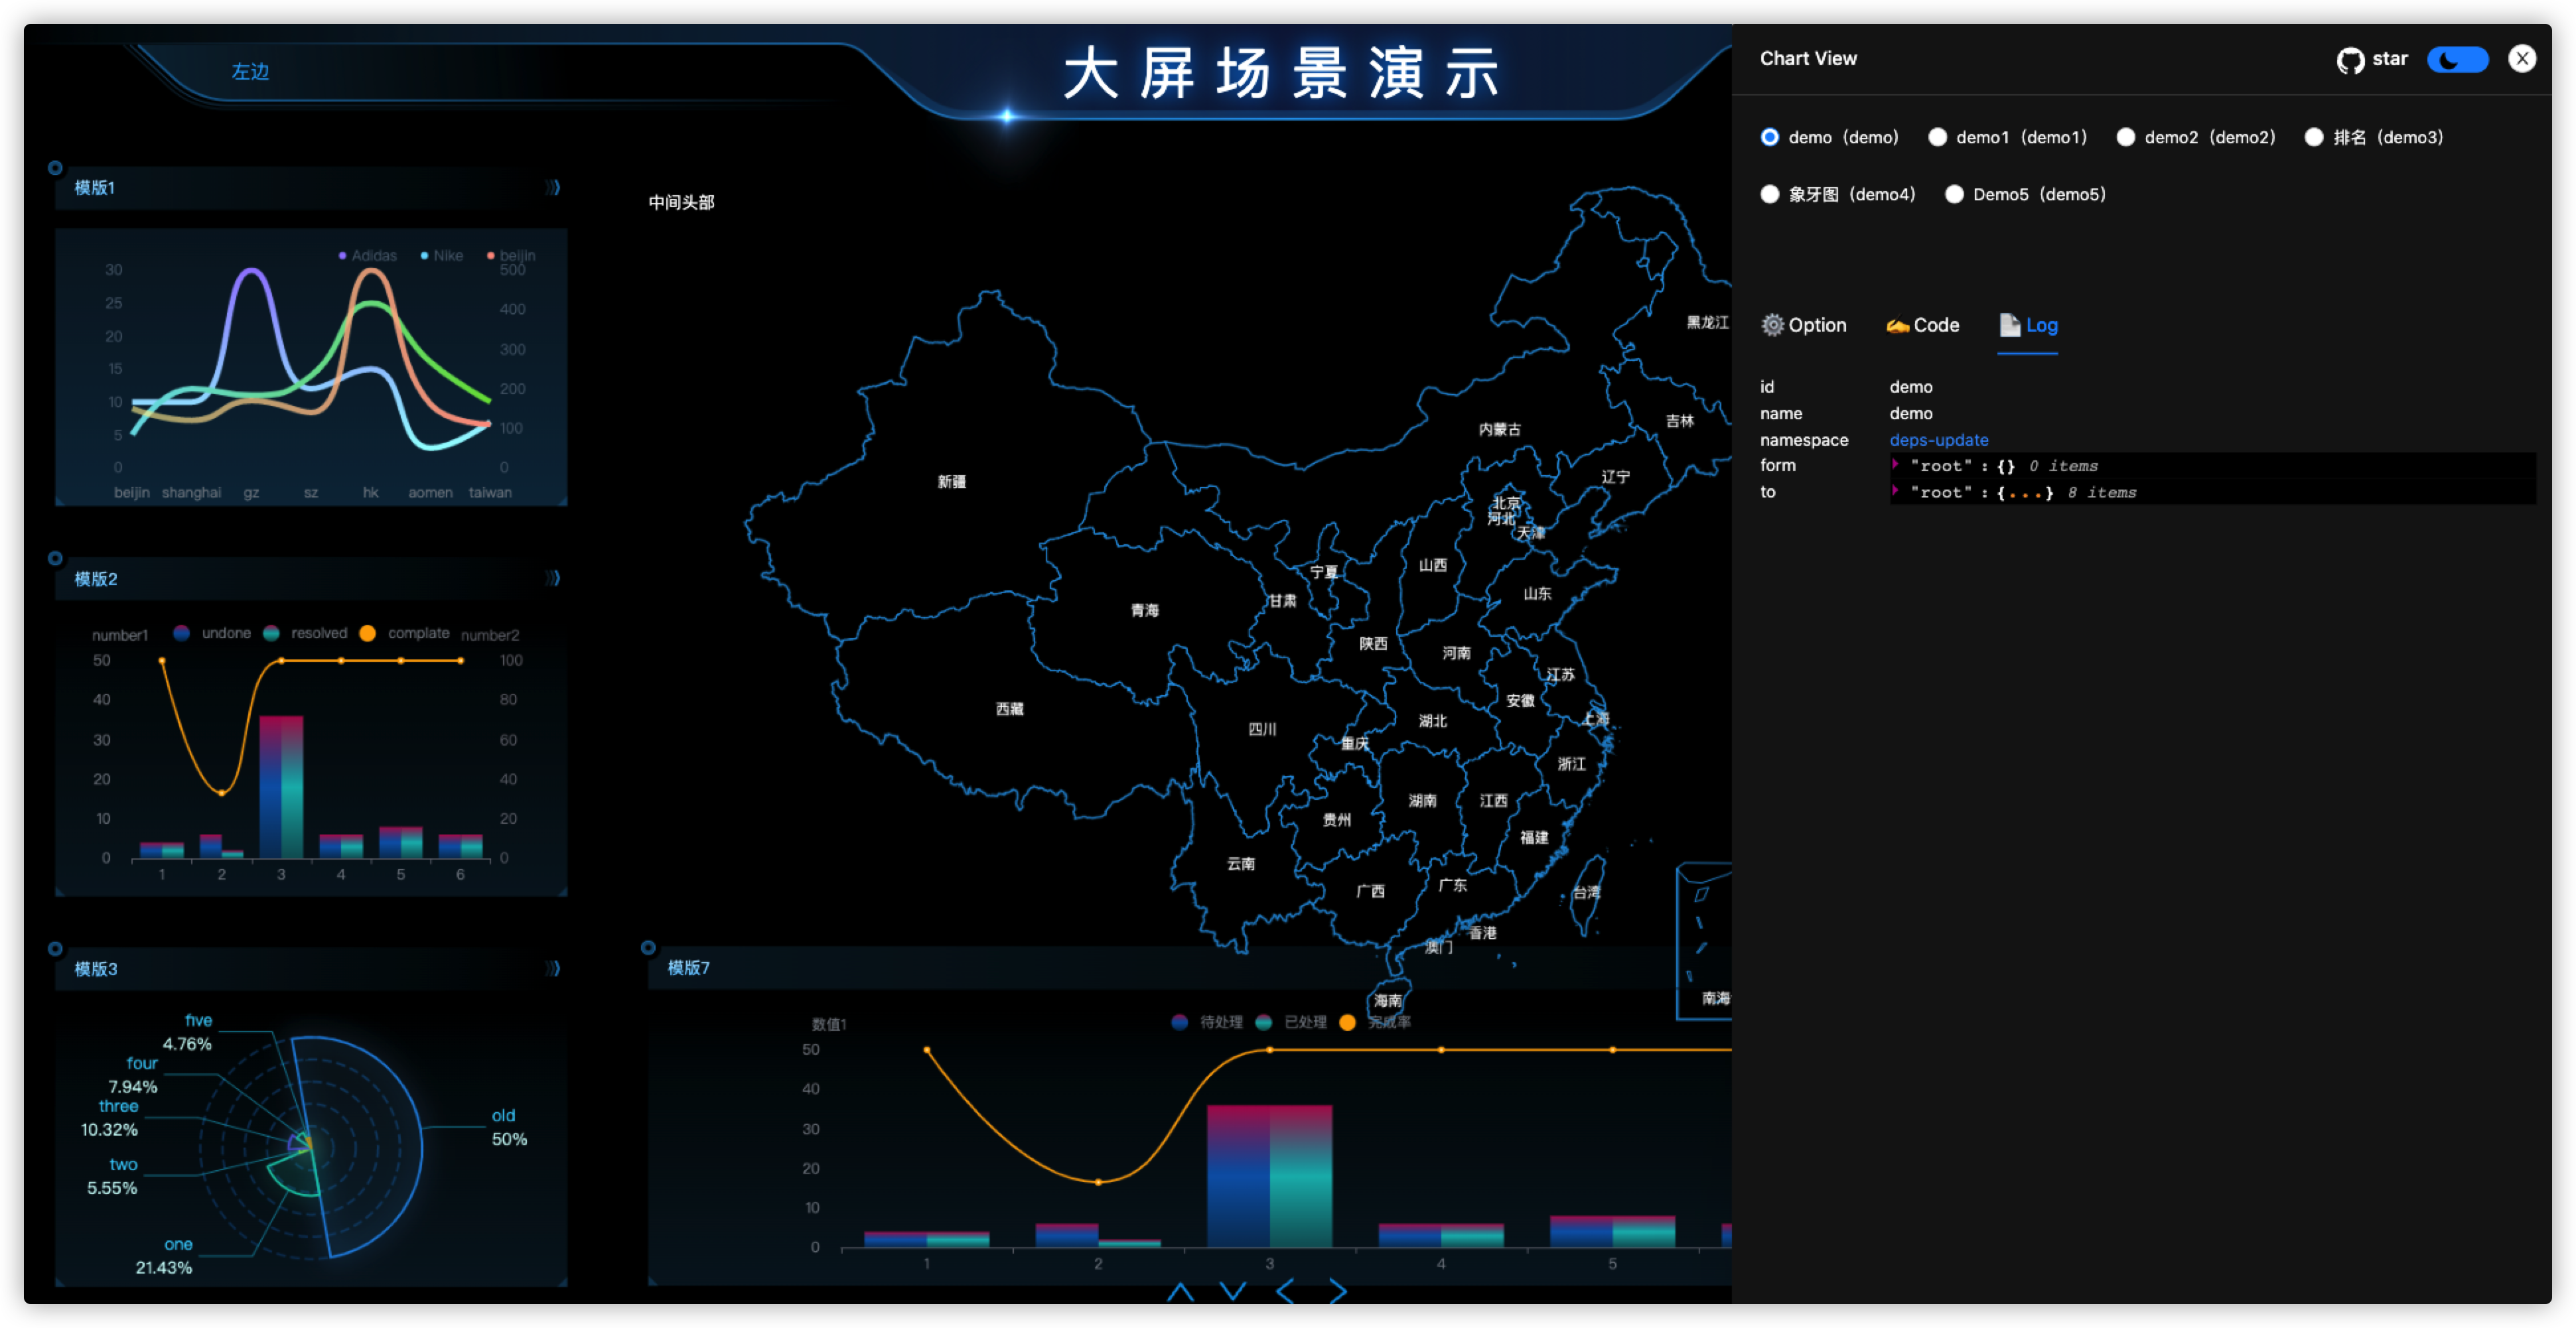 左边
大屏场景演示
模版1
Adidas Nike beijin
30
25
20
15
10
5
0
500
400
300
200
100
0
beijin shanghai gz sz hk aomen taiwan
模版2
number1 undone resolved complate number2
50
40
30
20
10
0
100
80
60
40
20
0
1 2 3 4 5 6
模版3
five
4.76%
four
7.94%
three
10.32%
two
5.55%
one
21.43%
old
50%
中间头部
黑龙江
吉林
内蒙古
辽宁
新疆
北京
河北
天津
山西
宁夏
山东
甘肃
青海
陕西
河南
江苏
安徽
西藏
上海
湖北
四川
重庆
浙江
湖南
江西
贵州
福建
云南
广东
广西
台湾
香港
澳门
海南
南海
模版7
数值1 待处理 已处理 完成率
50
40
30
20
10
0
1 2 3 4 5
Chart View
star
X
demo（demo） demo1（demo1） demo2（demo2） 排名（demo3）
象牙图（demo4） Demo5（demo5）
Option Code Log
id demo
name demo
namespace deps-update
form "root" : {} 0 items
to "root" : {...} 8 items